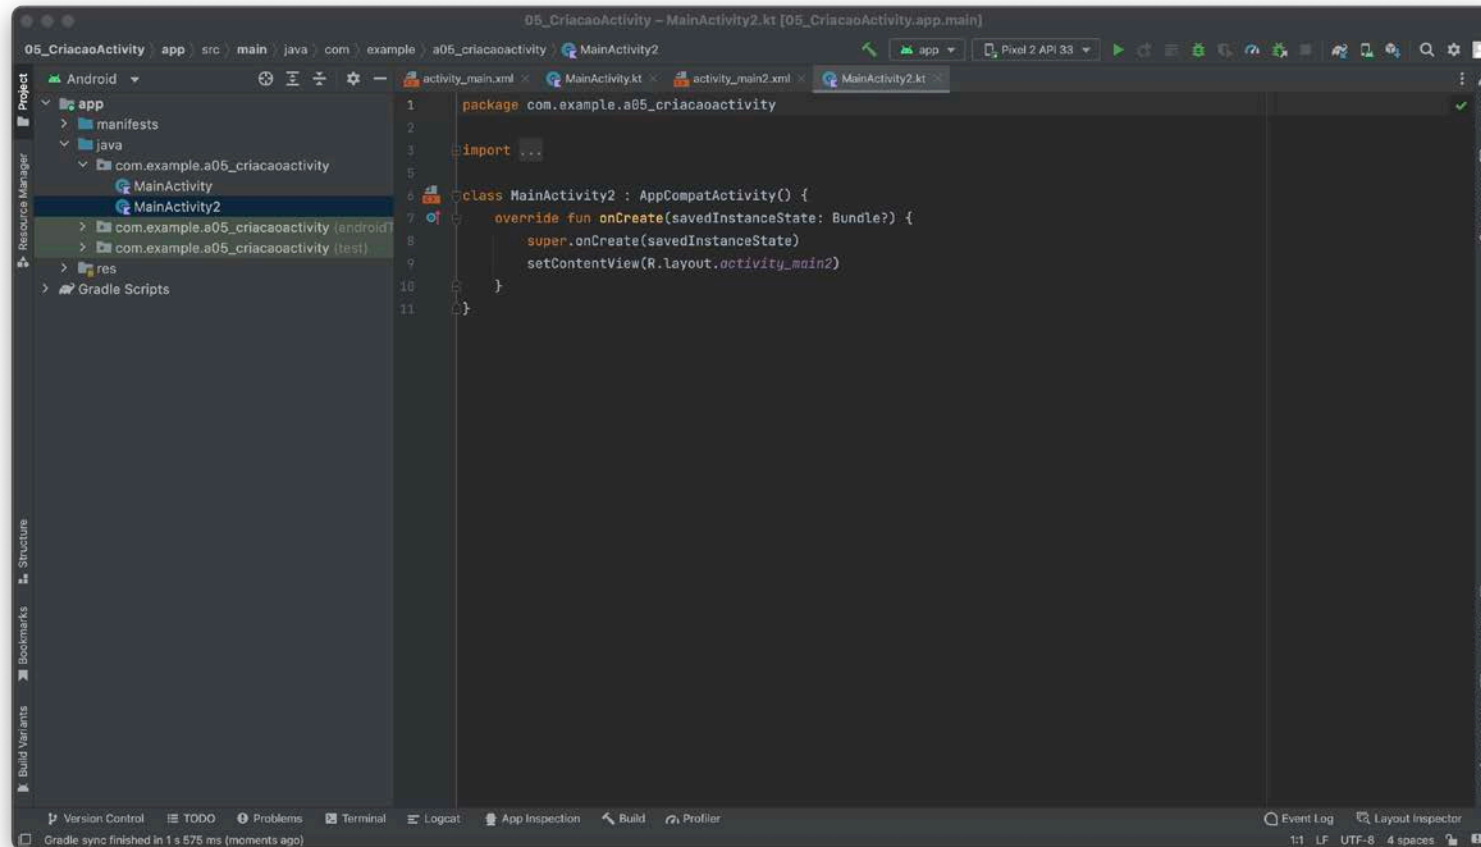 05_CriacaoActivity – MainActivity2.kt [05_CriacaoActivity.app.main]
05_CriacaoActivity app src main java com example a05_criacaoactivity MainActivity2
app Pixel 2 API 33
Project
Resource Manager
Structure
Bookmarks
Build Variants
Android
activity_main.xml MainActivity.kt activity_main2.xml MainActivity2.kt
app
manifests
java
com.example.a05_criacaoactivity
MainActivity
MainActivity2
com.example.a05_criacaoactivity (androidT
com.example.a05_criacaoactivity (test)
res
Gradle Scripts
1 package com.example.a05_criacaoactivity
2
3 import ...
5
6 class MainActivity2 : AppCompatActivity() {
7 override fun onCreate(savedInstanceState: Bundle?) {
8 super.onCreate(savedInstanceState)
9 setContentView(R.layout.activity_main2)
10 }
11 }
Version Control TODO Problems Terminal Logcat App Inspection Build Profiler Event Log Layout Inspector
Gradle sync finished in 1 s 575 ms (moments ago) 1:1 LF UTF-8 4 spaces